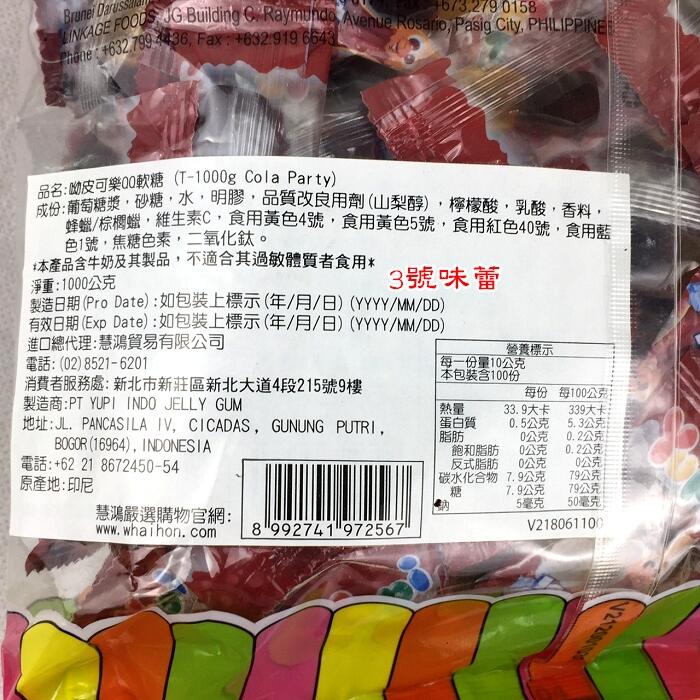 Brunei Darussalam
+673.279 0158
LINKAGE FOODS, JG Building C. Raymundo Avenue Rosario, Pasig City, PHILIPPINE
Phone : +632.799 4436, Fax : +632.919 6643
品名:呦皮可樂QQ軟糖 (T-1000g Cola Party)
成份:葡萄糖漿，砂糖，水，明膠，品質改良用劑(山梨醇)，檸檬酸，乳酸，香料，
蜂蠟/棕櫚蠟，維生素C，食用黃色4號，食用黃色5號，食用紅色40號，食用藍
色1號，焦糖色素，二氧化鈦。
*本產品含牛奶及其製品，不適合其過敏體質者食用*
淨重:1000公克
3號味蕾
製造日期(Pro Date):如包裝上標示(年/月/日) (YYYY/MM/DD)
有效日期(Exp Date):如包裝上標示(年/月/日) (YYYY/MM/DD)
進口總代理:慧鴻貿易有限公司
電話:(02)8521-6201
消費者服務處:新北市新莊區新北大道4段215號9樓
製造商:PT YUPI INDO JELLY GUM
地址:JL. PANCASILA IV, CICADAS, GUNUNG PUTRI,
BOGOR(16964), INDONESIA
電話:+62 21 8672450-54
原產地:印尼
慧鴻嚴選購物官網:
www.whaihon.com
8 992741 972567
營養標示
每一份量10公克
本包裝含100份
每份 每100公克
熱量 33.9大卡 339大卡
蛋白質 0.5公克 5.3公克
脂肪 0公克 0.2公克
飽和脂肪 0公克 0.2公克
反式脂肪 0公克 0公克
碳水化合物 7.9公克 79公克
糖 7.9公克 79公克
鈉 5毫克 50毫克
V218061100